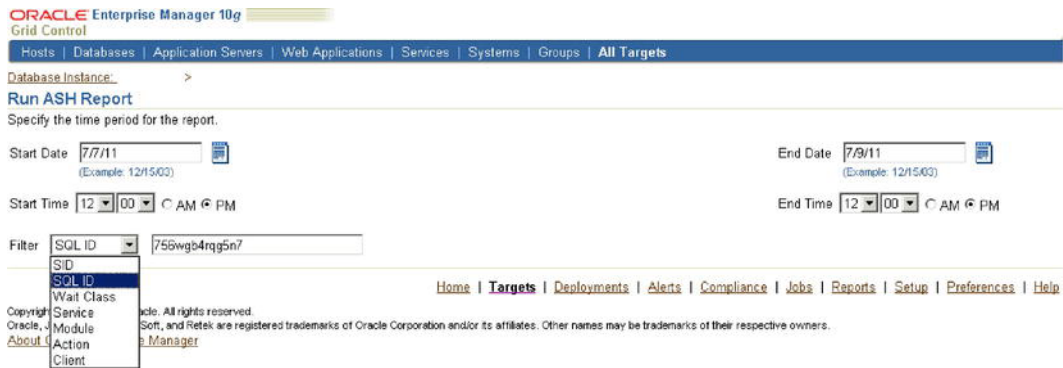 ORACLE Enterprise Manager 10g
Grid Control
Hosts | Databases | Application Servers | Web Applications | Services | Systems | Groups | All Targets
Database Instance: >
Run ASH Report
Specify the time period for the report.
Start Date 7/7/11 End Date 7/9/11
(Example: 12/15/03) (Example: 12/15/03)
Start Time 12 00 AM PM End Time 12 00 AM PM
Filter SQL ID 756wgb4rqg5n7
SID
SQL ID
Wait Class
Home | Targets | Deployments | Alerts | Compliance | Jobs | Reports | Setup | Preferences | Help
Service
Copyrigh acle. All rights reserved.
Module
Oracle, J Soft, and Retek are registered trademarks of Oracle Corporation and/or its affiliates. Other names may be trademarks of their respective owners.
Action
About e Manager
Client